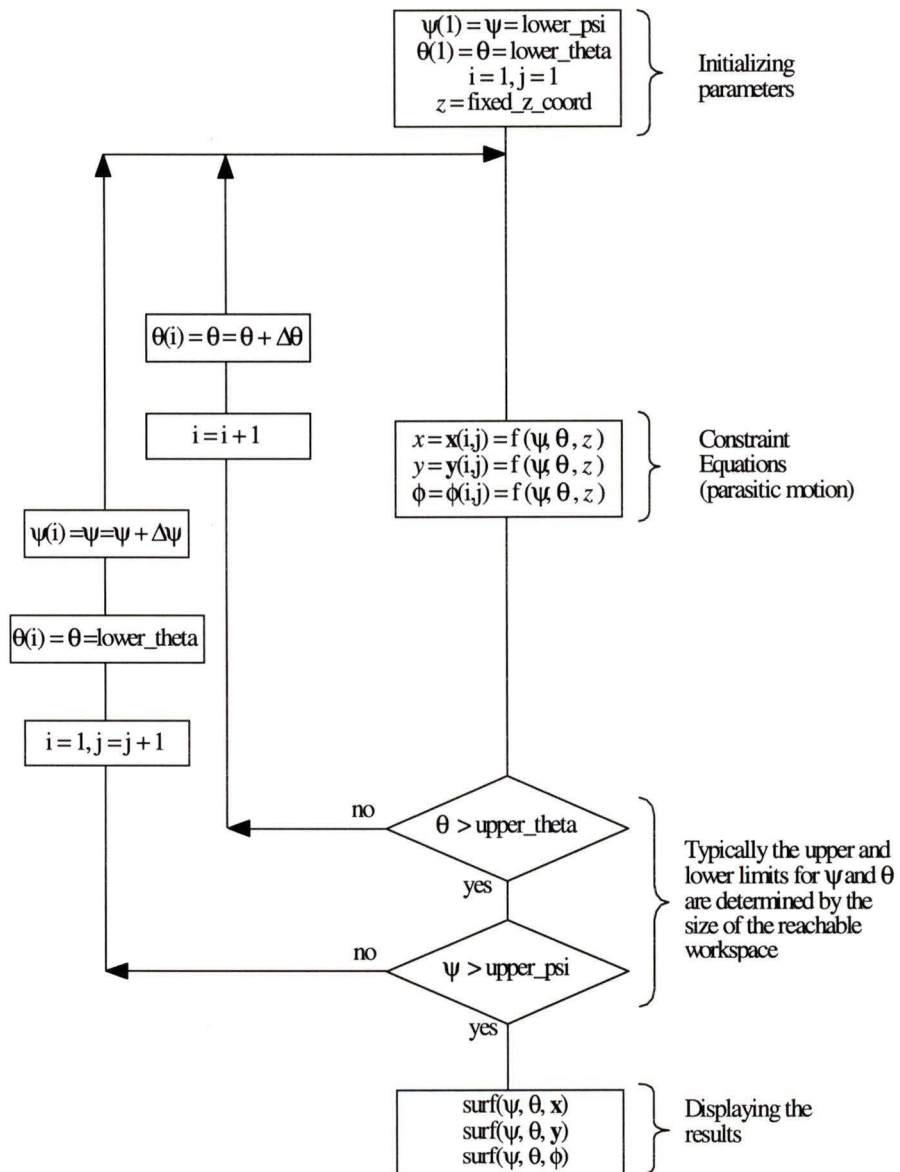 ψ(1) = ψ = lower_psi
θ(1) = θ = lower_theta
i = 1, j = 1
z = fixed_z_coord
Initializing
parameters
θ(i) = θ = θ + Δθ
i = i + 1
x = x(i,j) = f (ψ, θ, z )
y = y(i,j) = f (ψ, θ, z )
ϕ = ϕ(i,j) = f (ψ, θ, z )
Constraint
Equations
(parasitic motion)
ψ(i) = ψ = ψ + Δψ
θ(i) = θ = lower_theta
i = 1, j = j + 1
no
θ > upper_theta
yes
no
ψ > upper_psi
yes
Typically the upper and
lower limits for ψ and θ
are determined by the
size of the reachable
workspace
surf(ψ, θ, x)
surf(ψ, θ, y)
surf(ψ, θ, ϕ)
Displaying the
results